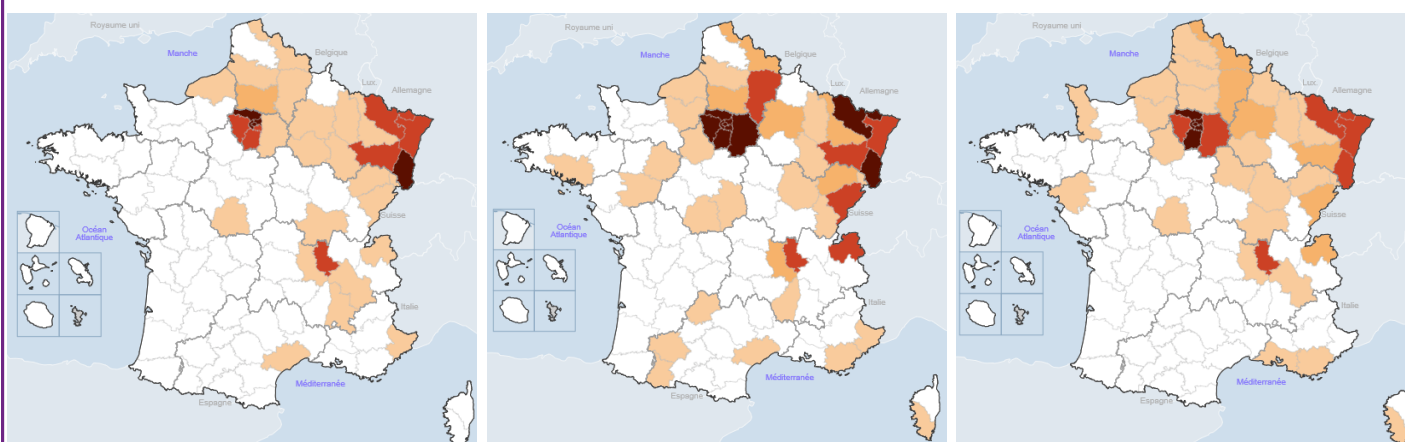 Royaume uni
Manche
Belgique
Lux.
Allemagne
Suisse
Océan
Atlantique
Italie
Méditerranée
Espagne
Royaume uni
Manche
Belgique
Lux.
Allemagne
Suisse
Océan
Atlantique
Italie
Méditerranée
Espagne
Royaume uni
Manche
Belgique
Lux.
Allemagne
Suisse
Océan
Atlantique
Italie
Méditerranée
Espagne